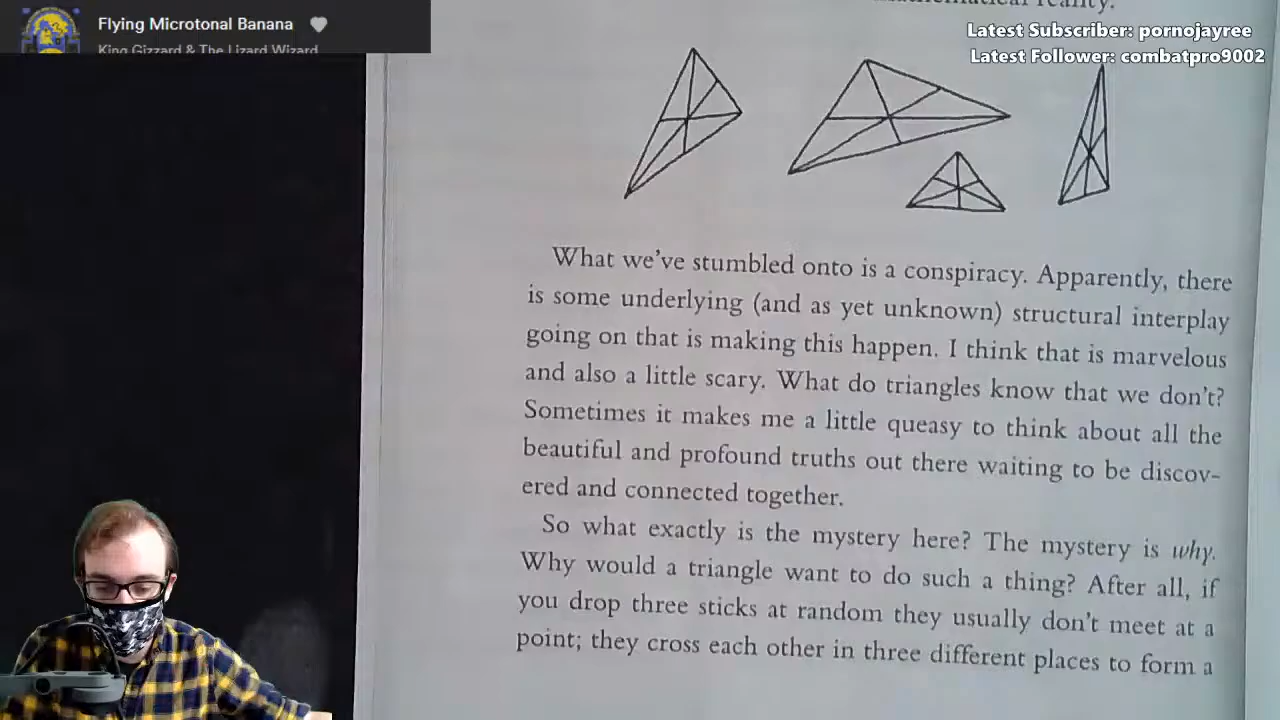 Flying Microtonal Banana
King Gizzard & The Lizard Wizard
Latest Subscriber: pornojayree
Latest Follower: combatpro9002
reality.
What we've stumbled onto is a conspiracy. Apparently, there
is some underlying (and as yet unknown) structural interplay
going on that is making this happen. I think that is marvelous
and also a little scary. What do triangles know that we don't?
Sometimes it makes me a little queasy to think about all the
beautiful and profound truths out there waiting to be discov-
ered and connected together.
So what exactly is the mystery here? The mystery is why.
Why would a triangle want to do such a thing? After all, if
you drop three sticks at random they usually don't meet at a
point; they cross each other in three different places to form a